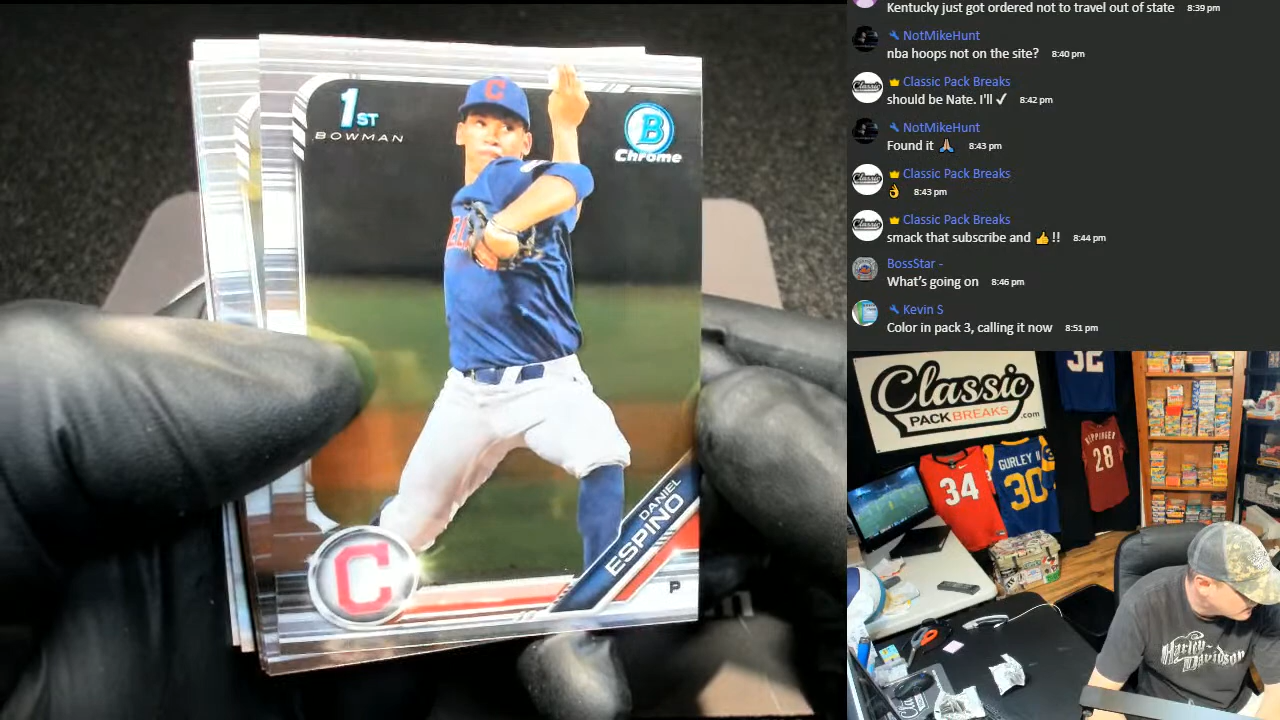 1ST
BOWMAN
B
Chrome
C
DANIEL
ESPINO
P
C
Kentucky just got ordered not to travel out of state 8:39 pm
NotMikeHunt
nba hoops not on the site? 8:40 pm
Classic Pack Breaks
should be Nate. I'll ✓ 8:42 pm
NotMikeHunt
Found it 🙏 8:43 pm
Classic Pack Breaks
👌 8:43 pm
Classic Pack Breaks
smack that subscribe and 👍 !! 8:44 pm
BossStar -
What's going on 8:46 pm
Kevin S
Color in pack 3, calling it now 8:51 pm
Classic
PACK BREAKS.com
32
34
GURLEY II
30
28
Harley-
Davidson